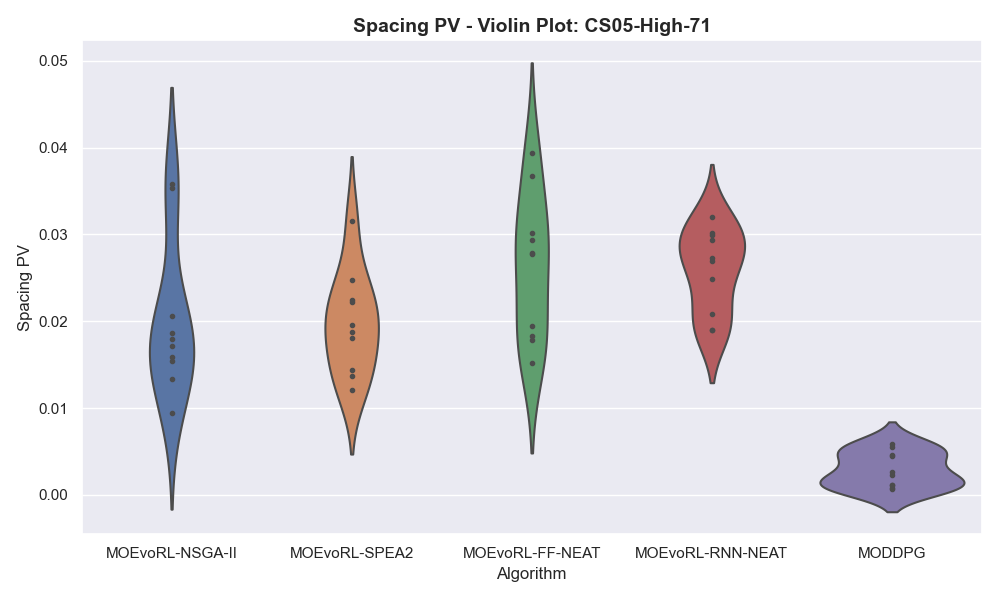 Spacing PV - Violin Plot: CS05-High-71
Spacing PV
0.05
0.04
0.03
0.02
0.01
0.00
MOEvoRL-NSGA-II
MOEvoRL-SPEA2
MOEvoRL-FF-NEAT
MOEvoRL-RNN-NEAT
MODDPG
Algorithm